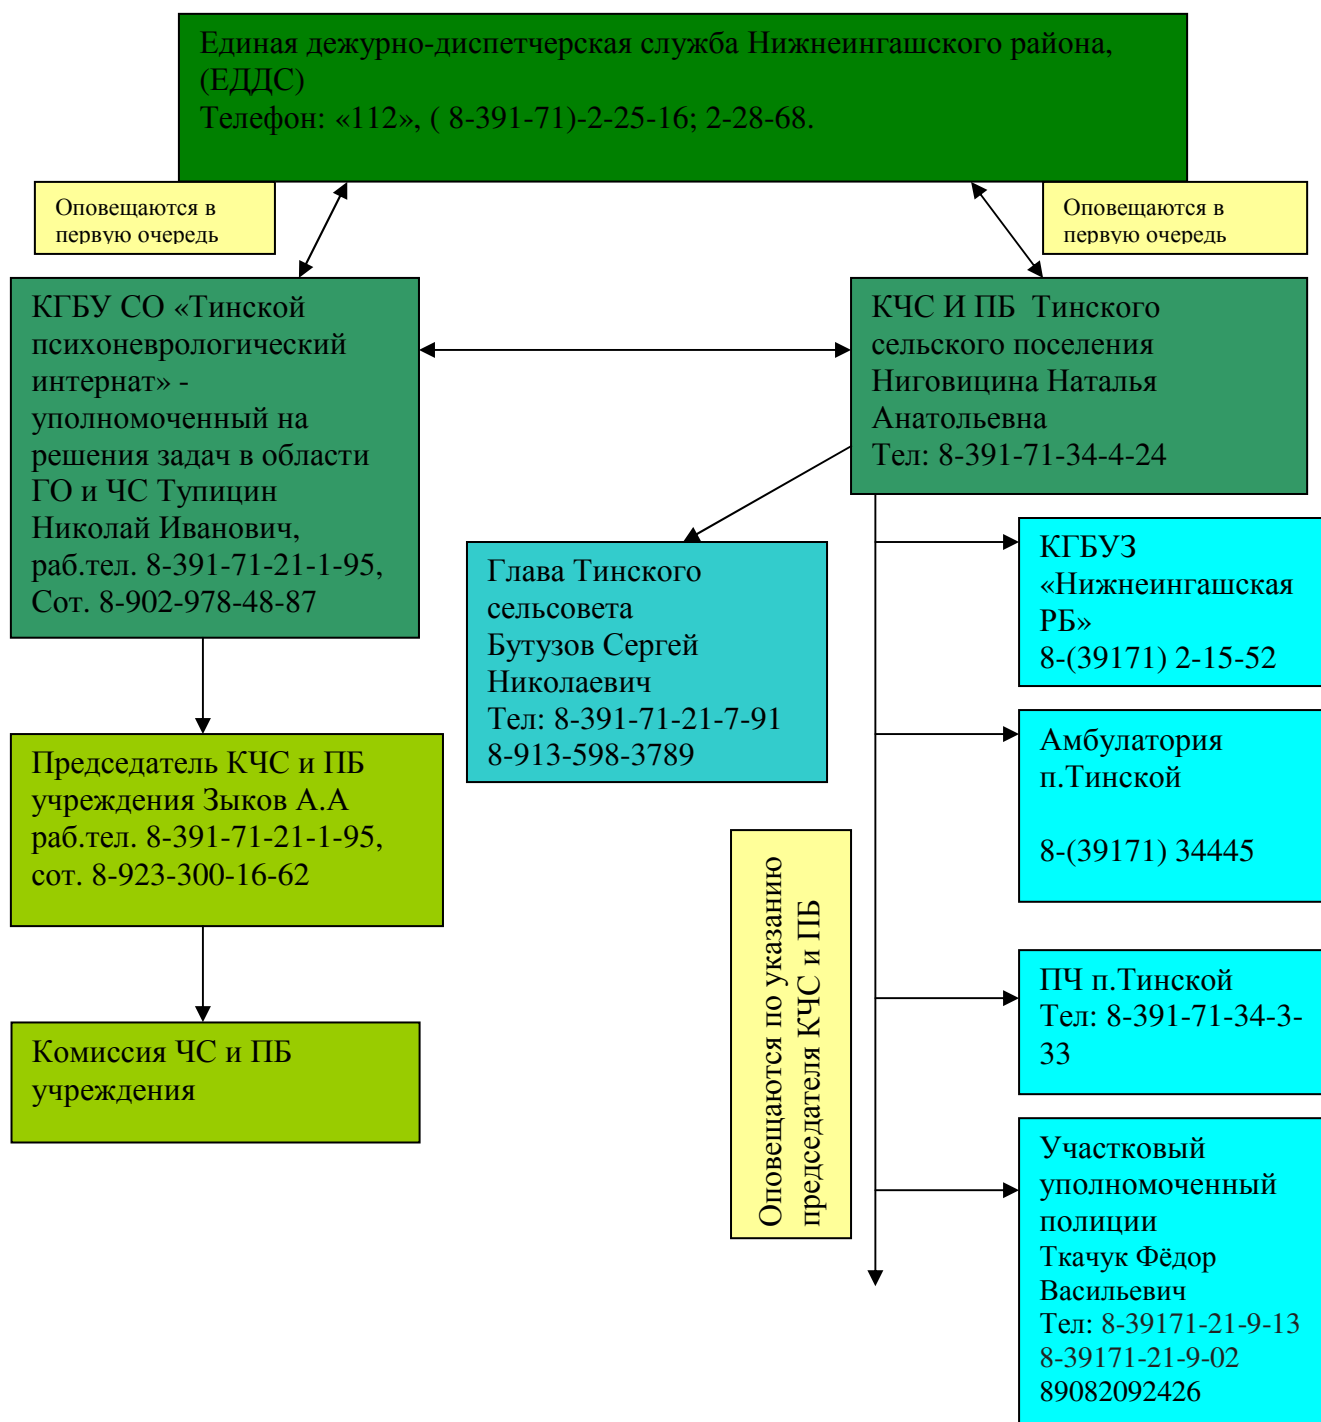 Единая дежурно-диспетчерская служба Нижнеингашского района,
(ЕДДС)
Телефон: «112», ( 8-391-71)-2-25-16; 2-28-68.
Оповещаются в
первую очередь
Оповещаются в
первую очередь
КГБУ СО «Тинской
психоневрологический
интернат» -
уполномоченный на
решения задач в области
ГО и ЧС Тупицин
Николай Иванович,
раб.тел. 8-391-71-21-1-95,
Сот. 8-902-978-48-87
КЧС И ПБ  Тинского
сельского поселения
Ниговицина Наталья
Анатольевна
Тел: 8-391-71-34-4-24
Глава Тинского
сельсовета
Бутузов Сергей
Николаевич
Тел: 8-391-71-21-7-91
8-913-598-3789
КГБУЗ
«Нижнеингашская
РБ»
8-(39171) 2-15-52
Председатель КЧС и ПБ
учреждения Зыков А.А
раб.тел. 8-391-71-21-1-95,
сот. 8-923-300-16-62
Амбулатория
п.Тинской
8-(39171) 34445
Оповещаются по указанию
председателя КЧС и ПБ
ПЧ п.Тинской
Тел: 8-391-71-34-3-
33
Комиссия ЧС и ПБ
учреждения
Участковый
уполномоченный
полиции
Ткачук Фёдор
Васильевич
Тел: 8-39171-21-9-13
8-39171-21-9-02
89082092426